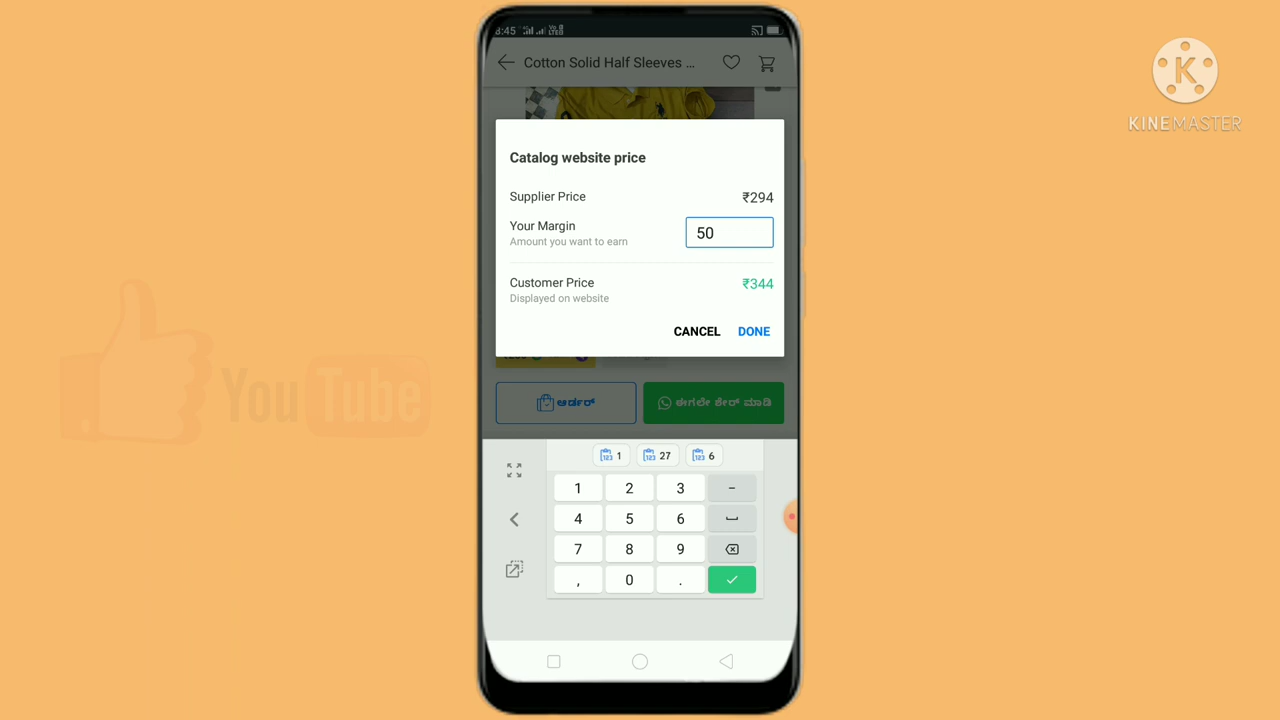 8:45
Cotton Solid Half Sleeves ...
Catalog website price
Supplier Price ₹294
Your Margin
Amount you want to earn
50
Customer Price ₹344
Displayed on website
CANCEL DONE
ಆರ್ಡರ್ ಈಗಲೇ ಶೇರ್ ಮಾಡಿ
1 27 6
1 2 3 -
4 5 6
7 8 9
, 0 .
K
KINEMASTER
YouTube